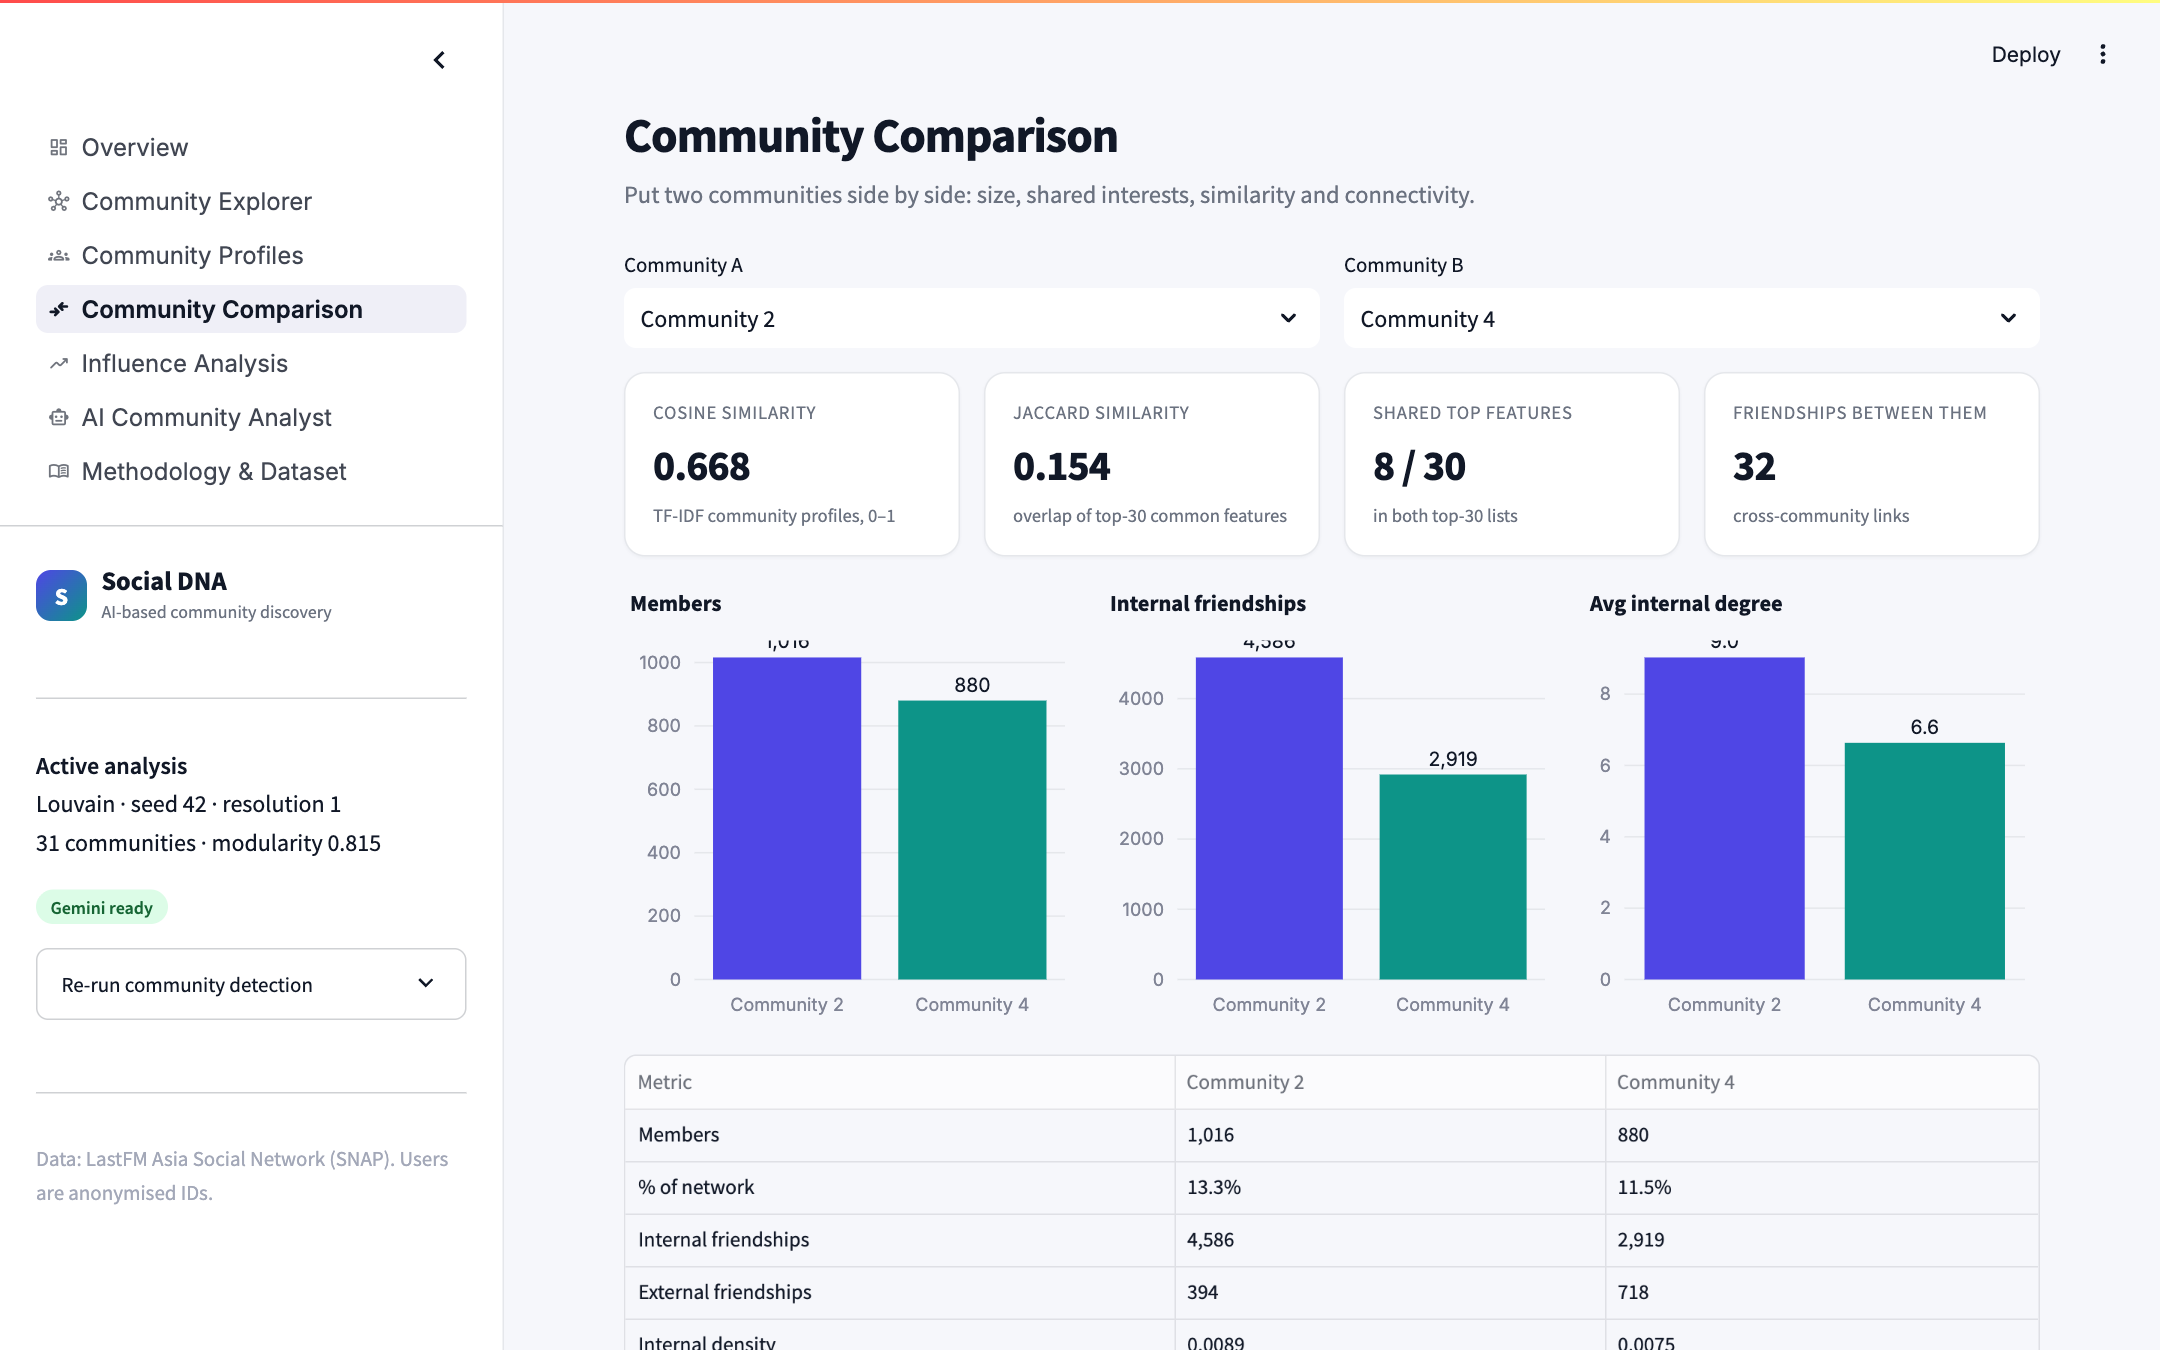 Deploy
Overview
Community Explorer
Community Profiles
Community Comparison
Influence Analysis
AI Community Analyst
Methodology & Dataset
S
Social DNA
AI-based community discovery
Active analysis
Louvain · seed 42 · resolution 1
31 communities · modularity 0.815
Gemini ready
Re-run community detection
Data: LastFM Asia Social Network (SNAP). Users
are anonymised IDs.
Community Comparison
Put two communities side by side: size, shared interests, similarity and connectivity.
Community A
Community 2
Community B
Community 4
COSINE SIMILARITY
0.668
TF-IDF community profiles, 0–1
JACCARD SIMILARITY
0.154
overlap of top-30 common features
SHARED TOP FEATURES
8 / 30
in both top-30 lists
FRIENDSHIPS BETWEEN THEM
32
cross-community links
Members
1,016
880
1000
800
600
400
200
0
Community 2 Community 4
Internal friendships
4,586
2,919
4000
3000
2000
1000
0
Community 2 Community 4
Avg internal degree
9.0
6.6
8
6
4
2
0
Community 2 Community 4
Metric Community 2 Community 4
Members 1,016 880
% of network 13.3% 11.5%
Internal friendships 4,586 2,919
External friendships 394 718
Internal density 0.0089 0.0075